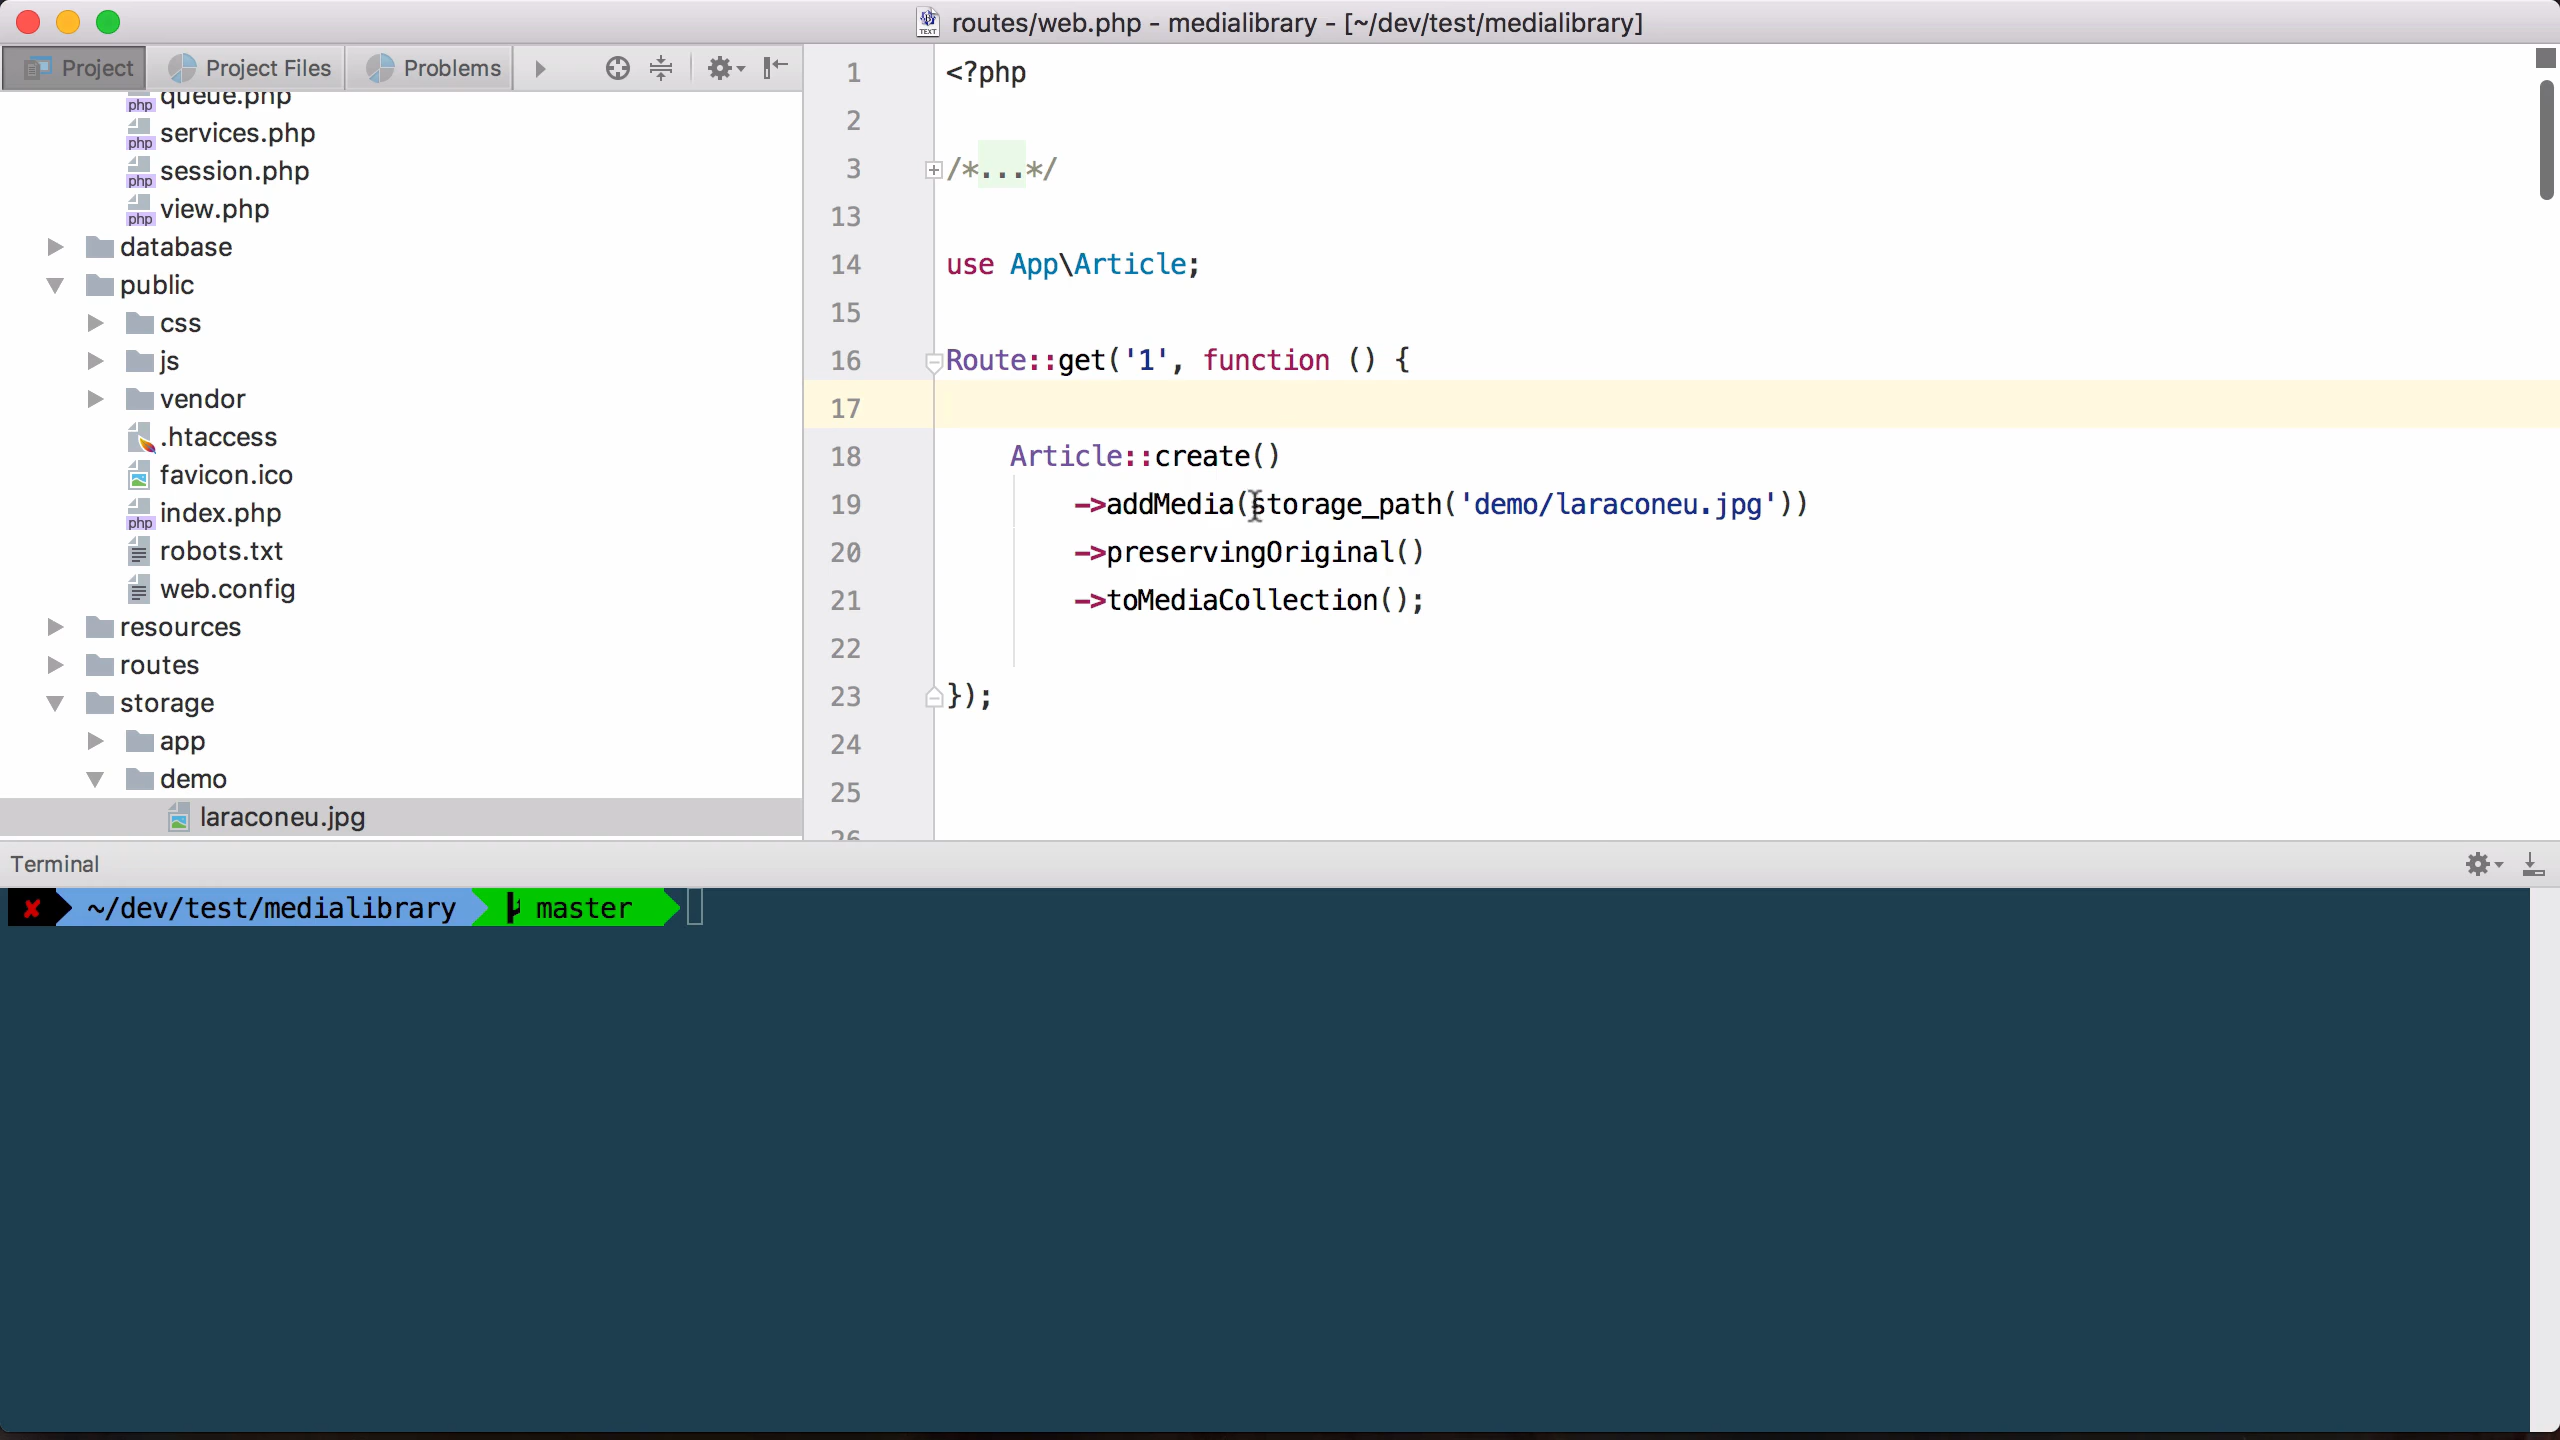 routes/web.php - medialibrary - [~/dev/test/medialibrary]
Project
Project Files
Problems
queue.php
services.php
session.php
view.php
database
public
css
js
vendor
.htaccess
favicon.ico
index.php
robots.txt
web.config
resources
routes
storage
app
demo
laraconeu.jpg
1 <?php
2
3 /*...*/
13
14 use App\Article;
15
16 Route::get('1', function () {
17
18 Article::create()
19 ->addMedia(storage_path('demo/laraconeu.jpg'))
20 ->preservingOriginal()
21 ->toMediaCollection();
22
23 });
24
25
26
Terminal
✘ ~/dev/test/medialibrary master